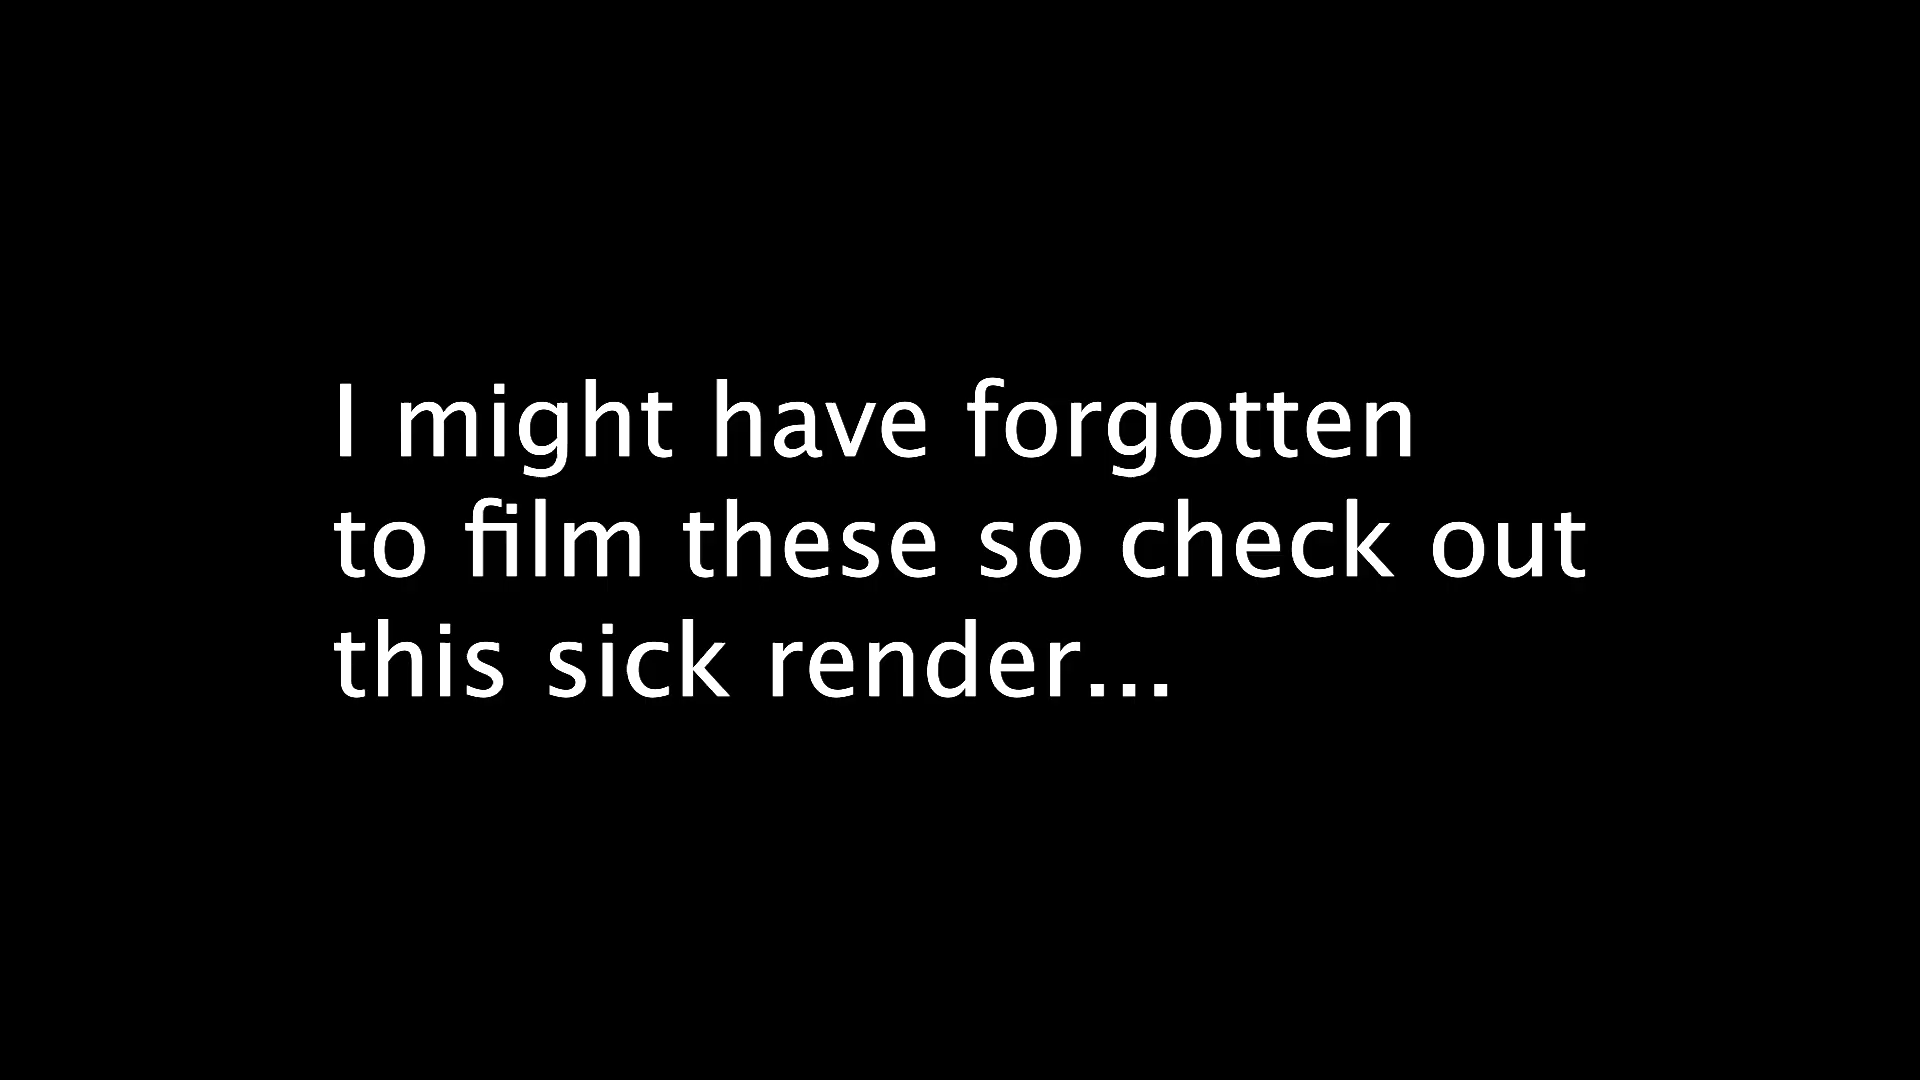 I might have forgotten
to film these so check out
this sick render...